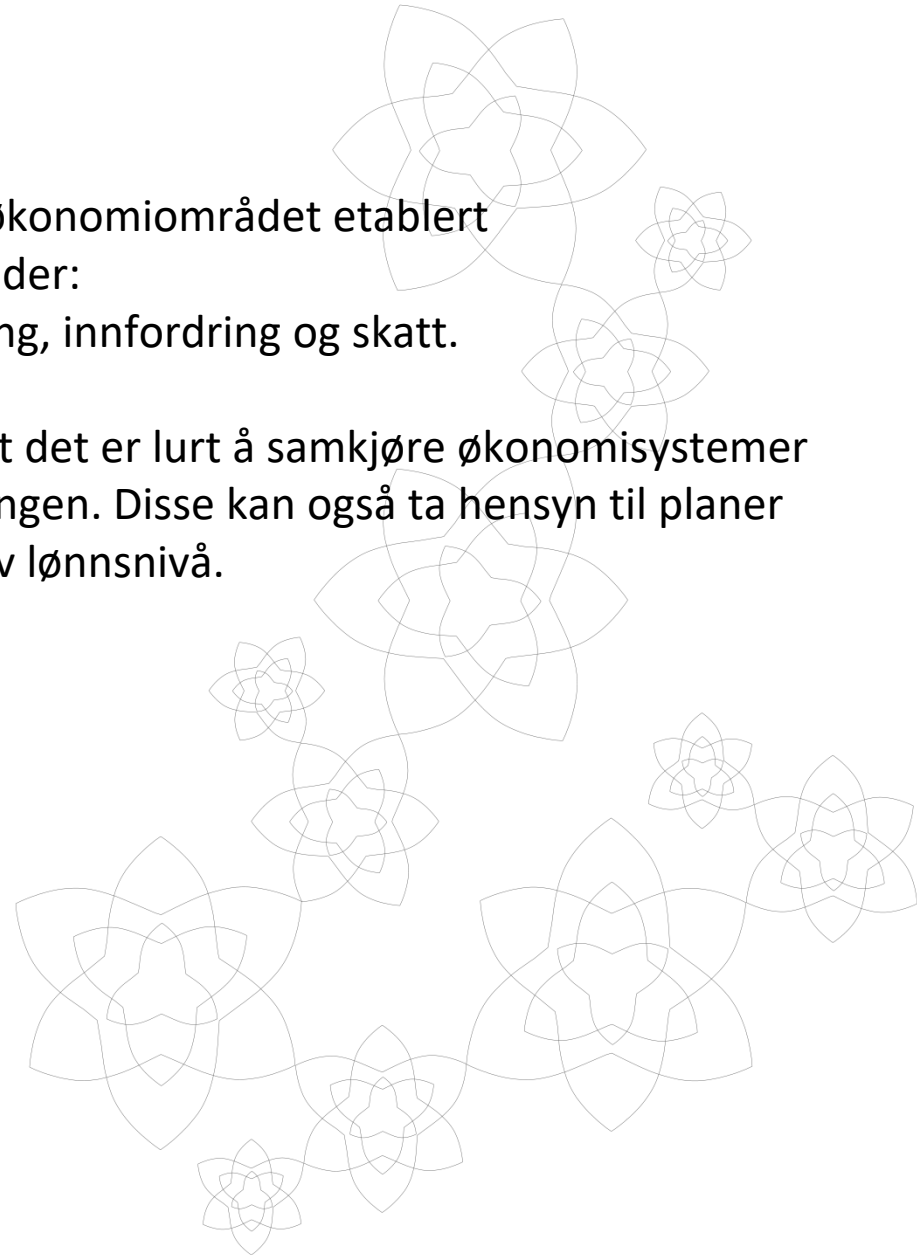 økonomiområdet etablert
der:
ng, innfordring og skatt.
t det er lurt å samkjøre økonomisystemer
ngen. Disse kan også ta hensyn til planer
v lønnsnivå.